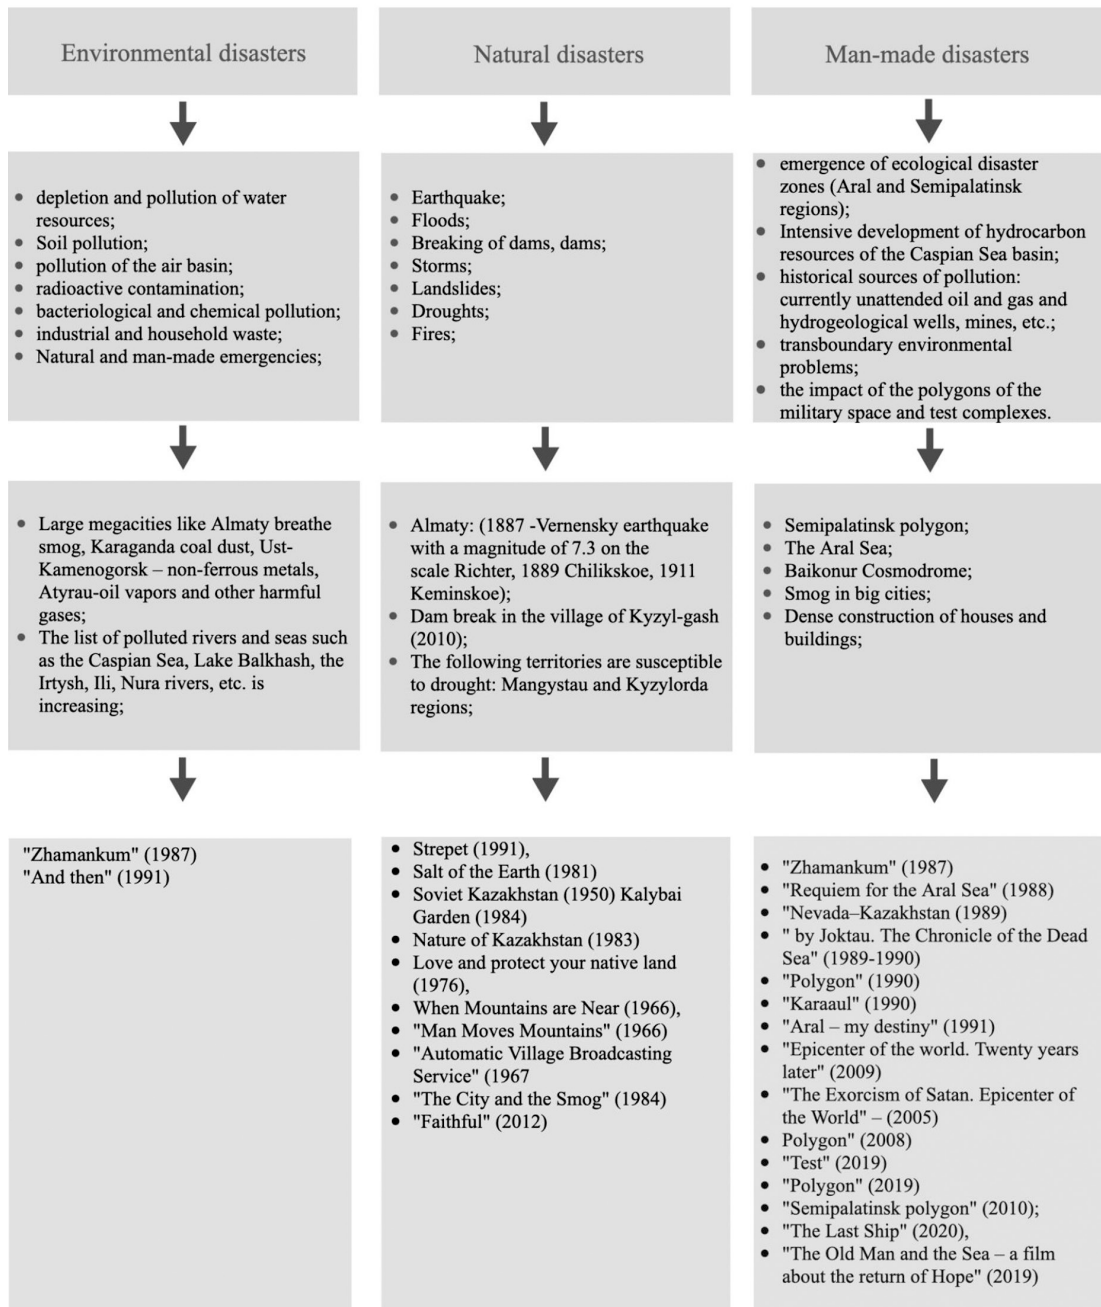 Environmental disasters
• depletion and pollution of water
resources;
• Soil pollution;
• pollution of the air basin;
• radioactive contamination;
• bacteriological and chemical pollution;
• industrial and household waste;
• Natural and man-made emergencies;
• Large megacities like Almaty breathe
smog, Karaganda coal dust, Ust-
Kamenogorsk – non-ferrous metals,
Atyrau-oil vapors and other harmful
gases;
• The list of polluted rivers and seas such
as the Caspian Sea, Lake Balkhash, the
Irtysh, Ili, Nura rivers, etc. is
increasing;
"Zhamankum" (1987)
"And then" (1991)
Natural disasters
• Earthquake;
• Floods;
• Breaking of dams, dams;
• Storms;
• Landslides;
• Droughts;
• Fires;
• Almaty: (1887 -Vernensky earthquake
with a magnitude of 7.3 on the
scale Richter, 1889 Chilikskoe, 1911
Keminskoe);
• Dam break in the village of Kyzyl-gash
(2010);
• The following territories are susceptible
to drought: Mangystau and Kyzylorda
regions;
• Strepet (1991),
• Salt of the Earth (1981)
• Soviet Kazakhstan (1950) Kalybai
Garden (1984)
• Nature of Kazakhstan (1983)
• Love and protect your native land
(1976),
• When Mountains are Near (1966),
• "Man Moves Mountains" (1966)
• "Automatic Village Broadcasting
Service" (1967
• "The City and the Smog" (1984)
• "Faithful" (2012)
Man-made disasters
• emergence of ecological disaster
zones (Aral and Semipalatinsk
regions);
• Intensive development of hydrocarbon
resources of the Caspian Sea basin;
• historical sources of pollution:
currently unattended oil and gas and
hydrogeological wells, mines, etc.;
• transboundary environmental
problems;
• the impact of the polygons of the
military space and test complexes.
• Semipalatinsk polygon;
• The Aral Sea;
• Baikonur Cosmodrome;
• Smog in big cities;
• Dense construction of houses and
buildings;
• "Zhamankum" (1987)
• "Requiem for the Aral Sea" (1988)
• "Nevada–Kazakhstan (1989)
• " by Joktau. The Chronicle of the Dead
Sea" (1989-1990)
• "Polygon" (1990)
• "Karaaul" (1990)
• "Aral – my destiny" (1991)
• "Epicenter of the world. Twenty years
later" (2009)
• "The Exorcism of Satan. Epicenter of
the World" – (2005)
• Polygon" (2008)
• "Test" (2019)
• "Polygon" (2019)
• "Semipalatinsk polygon" (2010);
• "The Last Ship" (2020),
• "The Old Man and the Sea – a film
about the return of Hope" (2019)